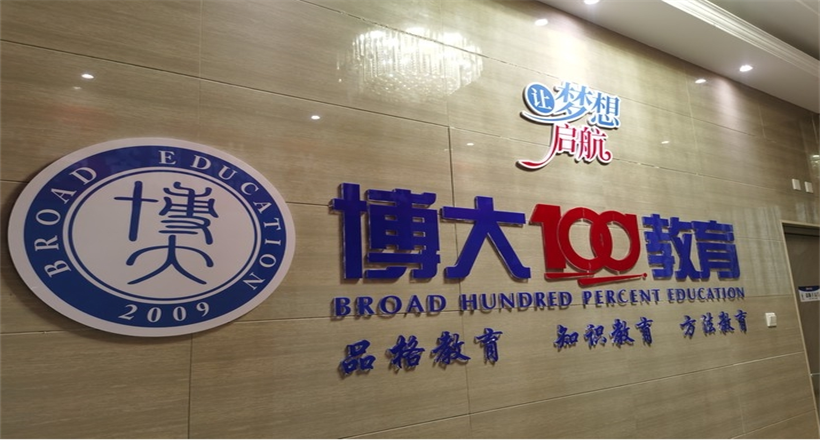 BROAD EDUCATION
博大
2009
让梦想
启航
博大100教育
BROAD HUNDRED PERCENT EDUCATION
品格教育 知识教育 方法教育